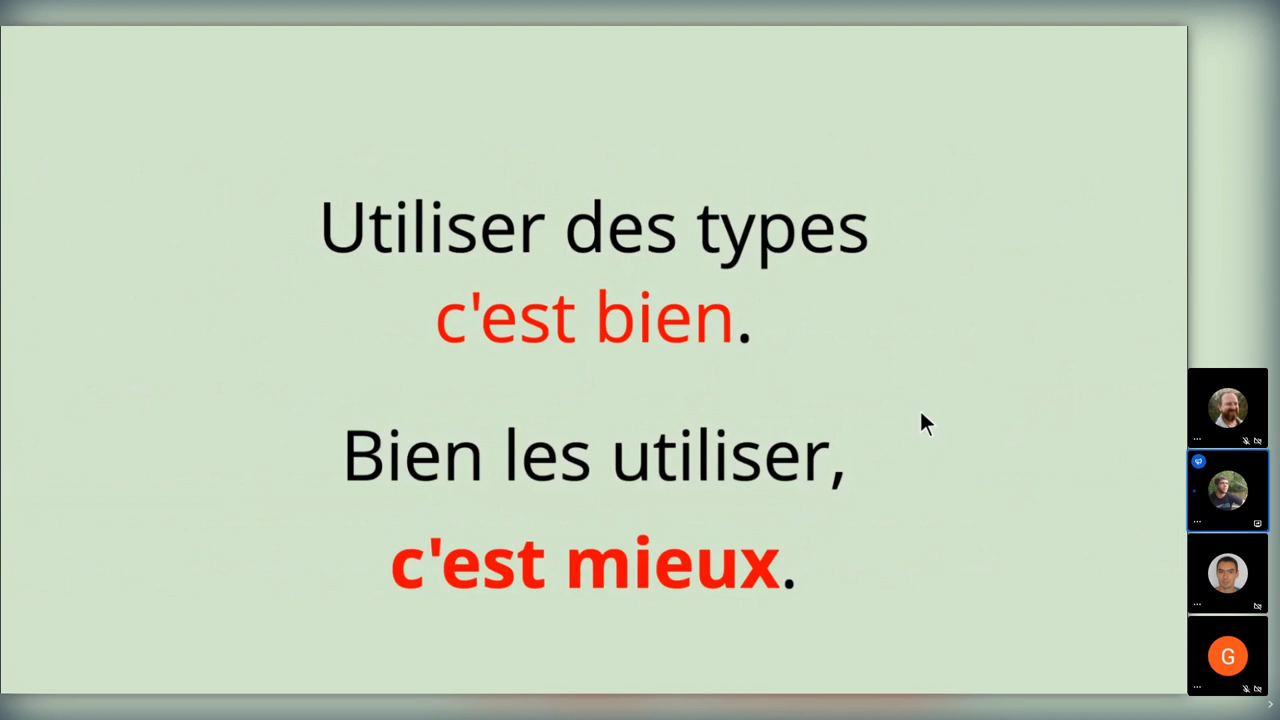 Utiliser des types
c'est bien.
Bien les utiliser,
c'est mieux.
G